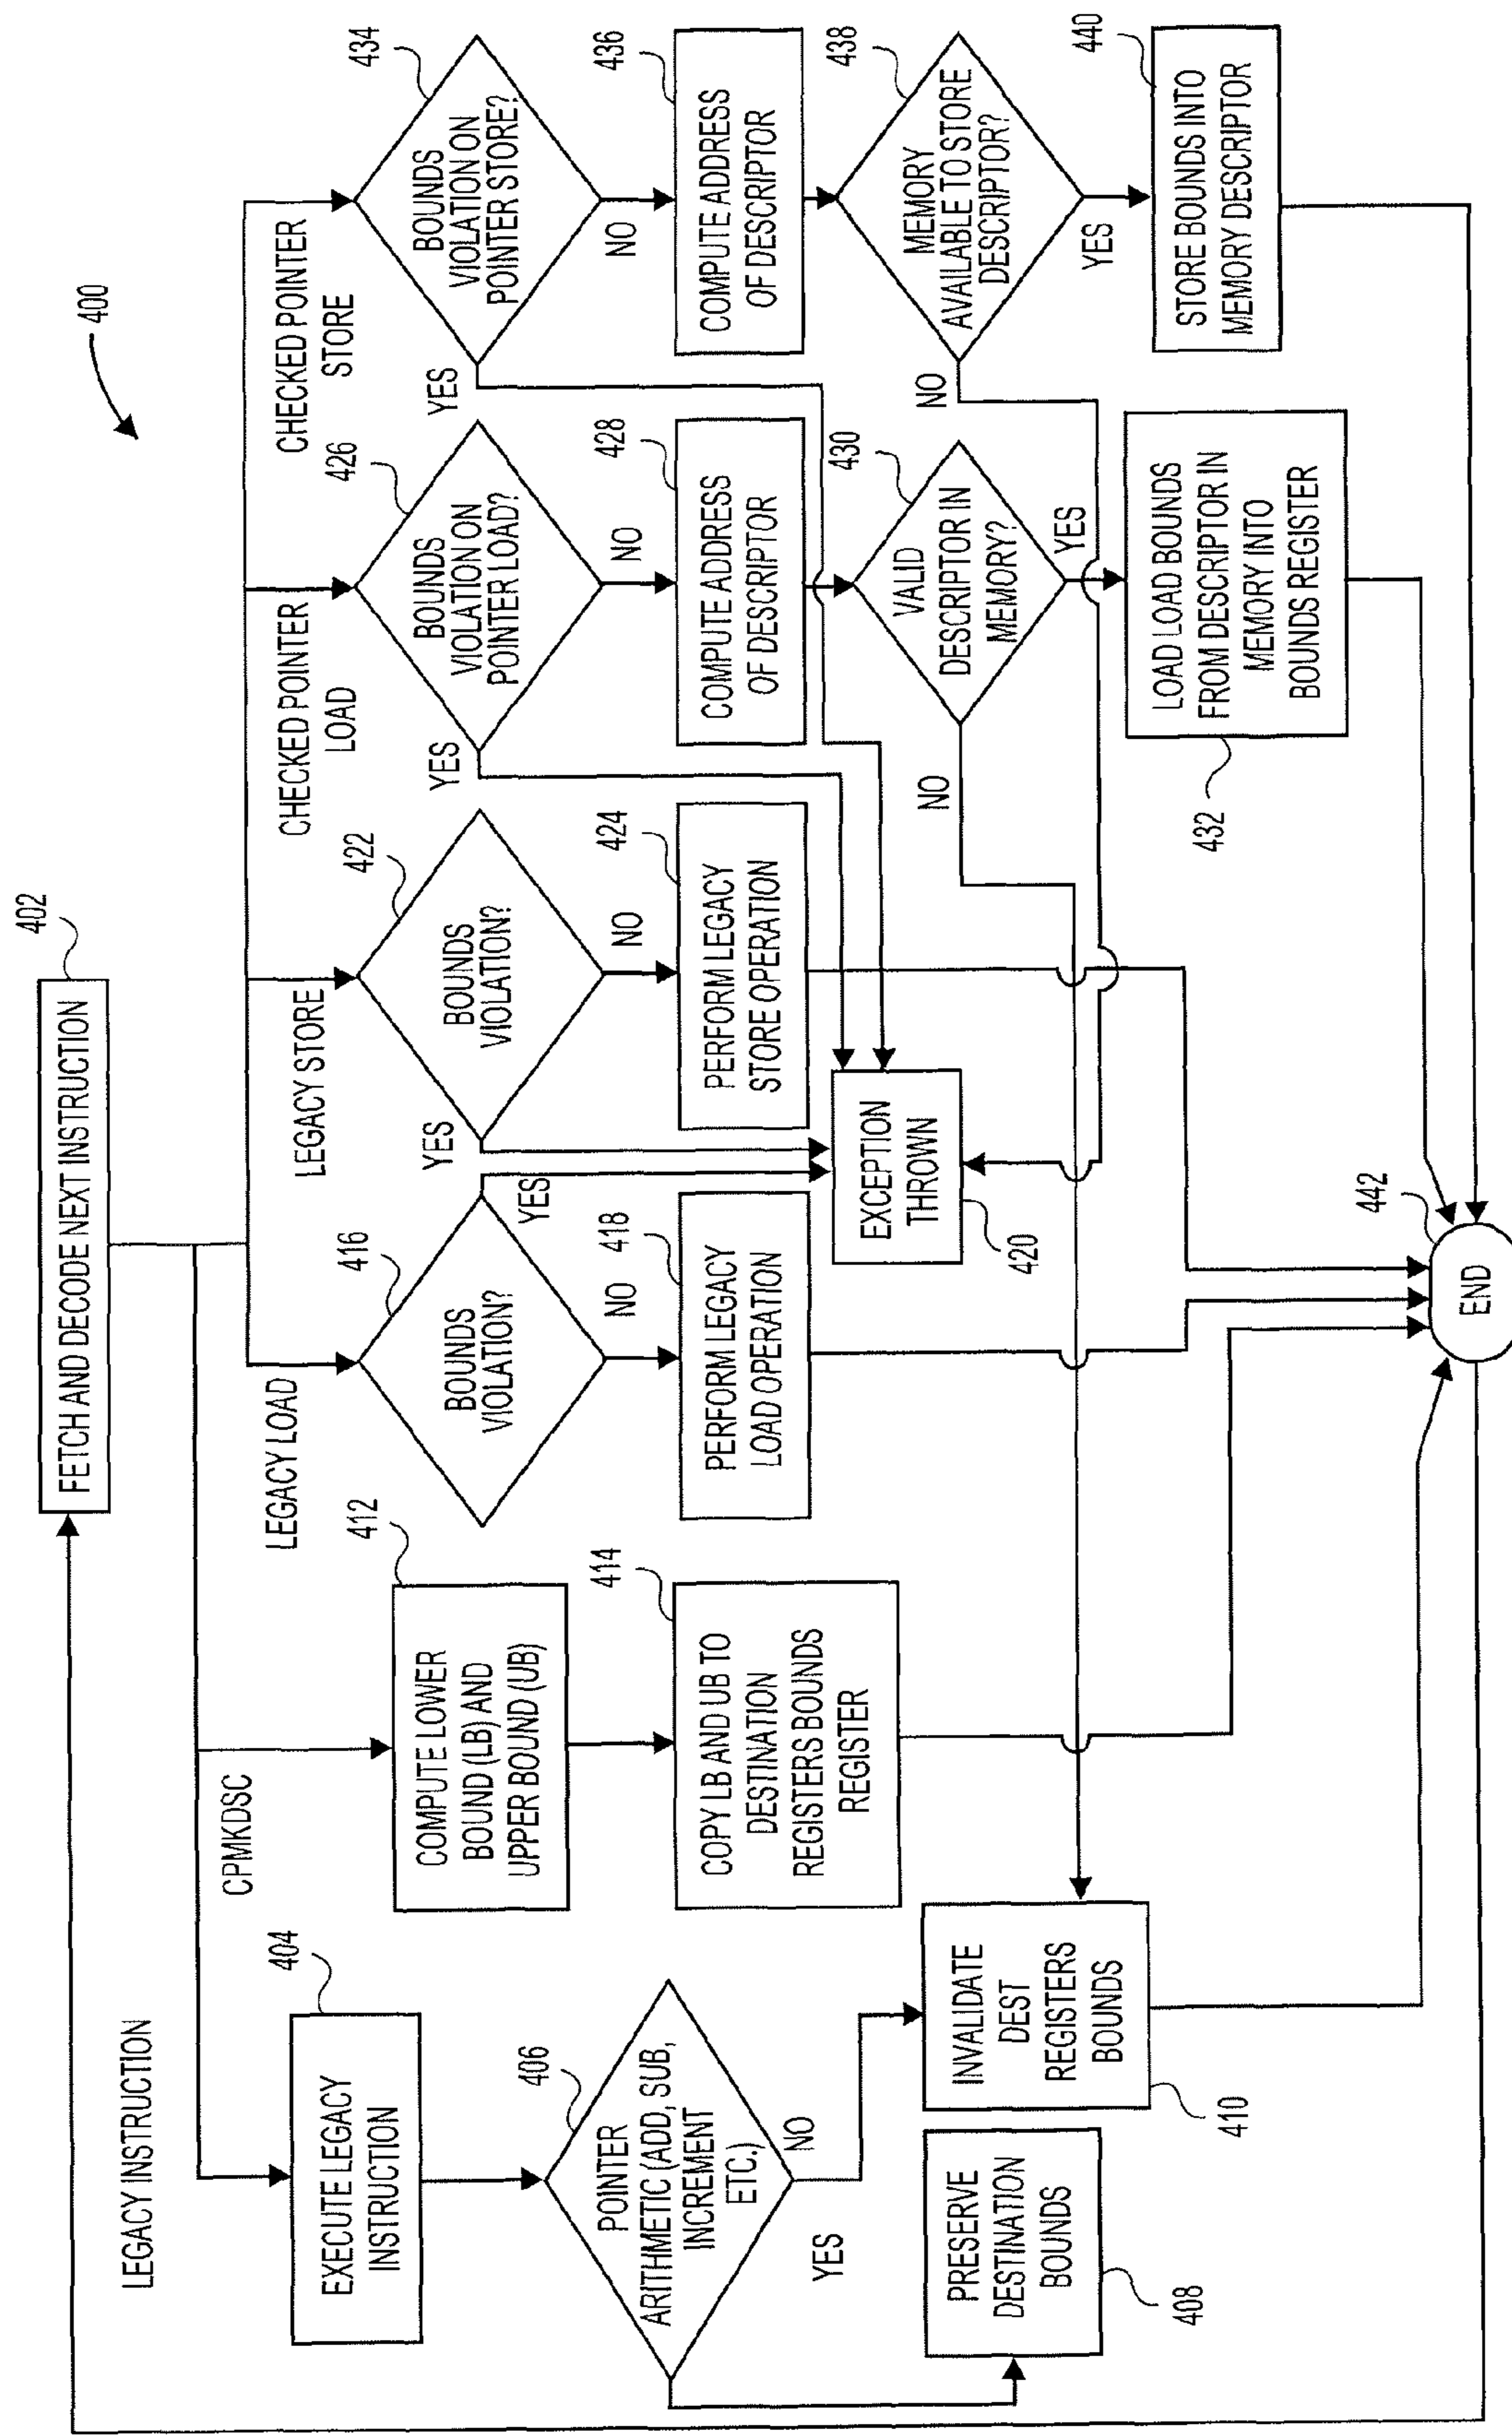 400
FETCH AND DECODE NEXT INSTRUCTION
402
LEGACY INSTRUCTION
CPMKDSC
LEGACY LOAD
LEGACY STORE
CHECKED POINTER
LOAD
CHECKED POINTER
STORE
EXECUTE LEGACY
INSTRUCTION
404
POINTER
ARITHMETIC (ADD, SUB,
INCREMENT
ETC.)
406
YES
NO
PRESERVE
DESTINATION
BOUNDS
408
INVALIDATE
DEST
REGISTERS
BOUNDS
410
COMPUTE LOWER
BOUND (LB) AND
UPPER BOUND (UB)
412
COPY LB AND UB TO
DESTINATION
REGISTERS BOUNDS
REGISTER
414
BOUNDS
VIOLATION?
416
YES
NO
PERFORM LEGACY
LOAD OPERATION
418
EXCEPTION
THROWN
420
BOUNDS
VIOLATION?
422
YES
NO
PERFORM LEGACY
STORE OPERATION
424
BOUNDS
VIOLATION ON
POINTER LOAD?
426
YES
NO
COMPUTE ADDRESS
OF DESCRIPTOR
428
VALID
DESCRIPTOR IN
MEMORY?
430
NO
YES
LOAD LOAD BOUNDS
FROM DESCRIPTOR IN
MEMORY INTO
BOUNDS REGISTER
432
BOUNDS
VIOLATION ON
POINTER STORE?
434
YES
NO
COMPUTE ADDRESS
OF DESCRIPTOR
436
MEMORY
AVAILABLE TO STORE
DESCRIPTOR?
438
NO
YES
STORE BOUNDS INTO
MEMORY DESCRIPTOR
440
END
442